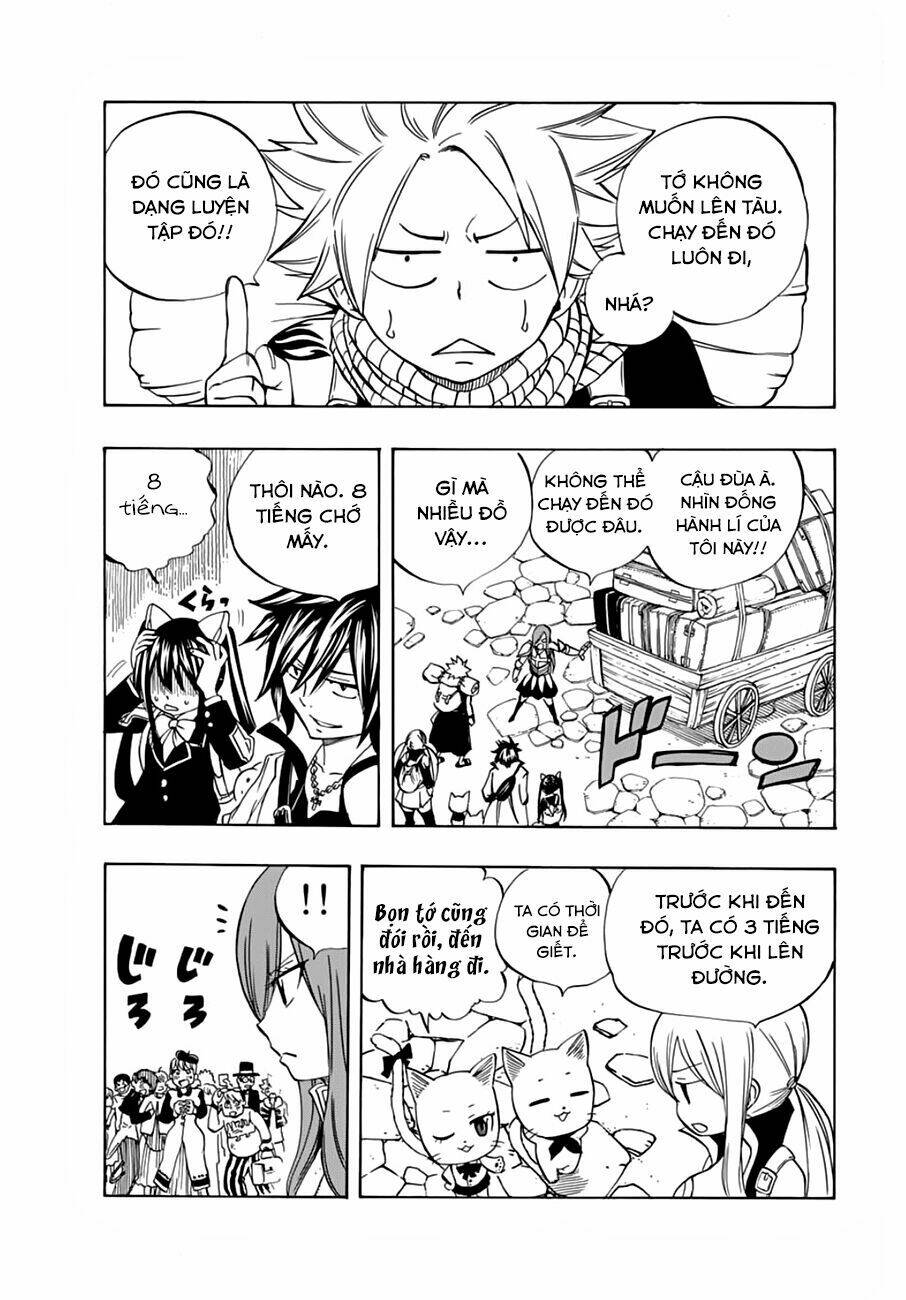 TỚ KHÔNG
MUỐN LÊN TÀU.
CHẠY ĐẾN ĐÓ
LUÔN ĐI,
NHÁ?
ĐÓ CŨNG LÀ
DẠNG LUYỆN
TẬP ĐÓ!!
CẬU ĐÙA À.
NHÌN ĐỐNG
HÀNH LÍ CỦA
TÔI NÀY!!
KHÔNG THỂ
CHẠY ĐẾN ĐÓ
ĐƯỢC ĐÂU.
GÌ MÀ
NHIỀU ĐỒ
VẬY...
ドーン
THÔI NÀO. 8
TIẾNG CHỚ
MẤY.
8
tiếng...
くらっ
TRƯỚC KHI ĐẾN
ĐÓ, TA CÓ 3 TIẾNG
TRƯỚC KHI LÊN
ĐƯỜNG.
TA CÓ THỜI
GIAN ĐỂ
GIẾT.
Bọn tớ cũng
đói rồi, đến
nhà hàng đi.
!!
じろ
じろ